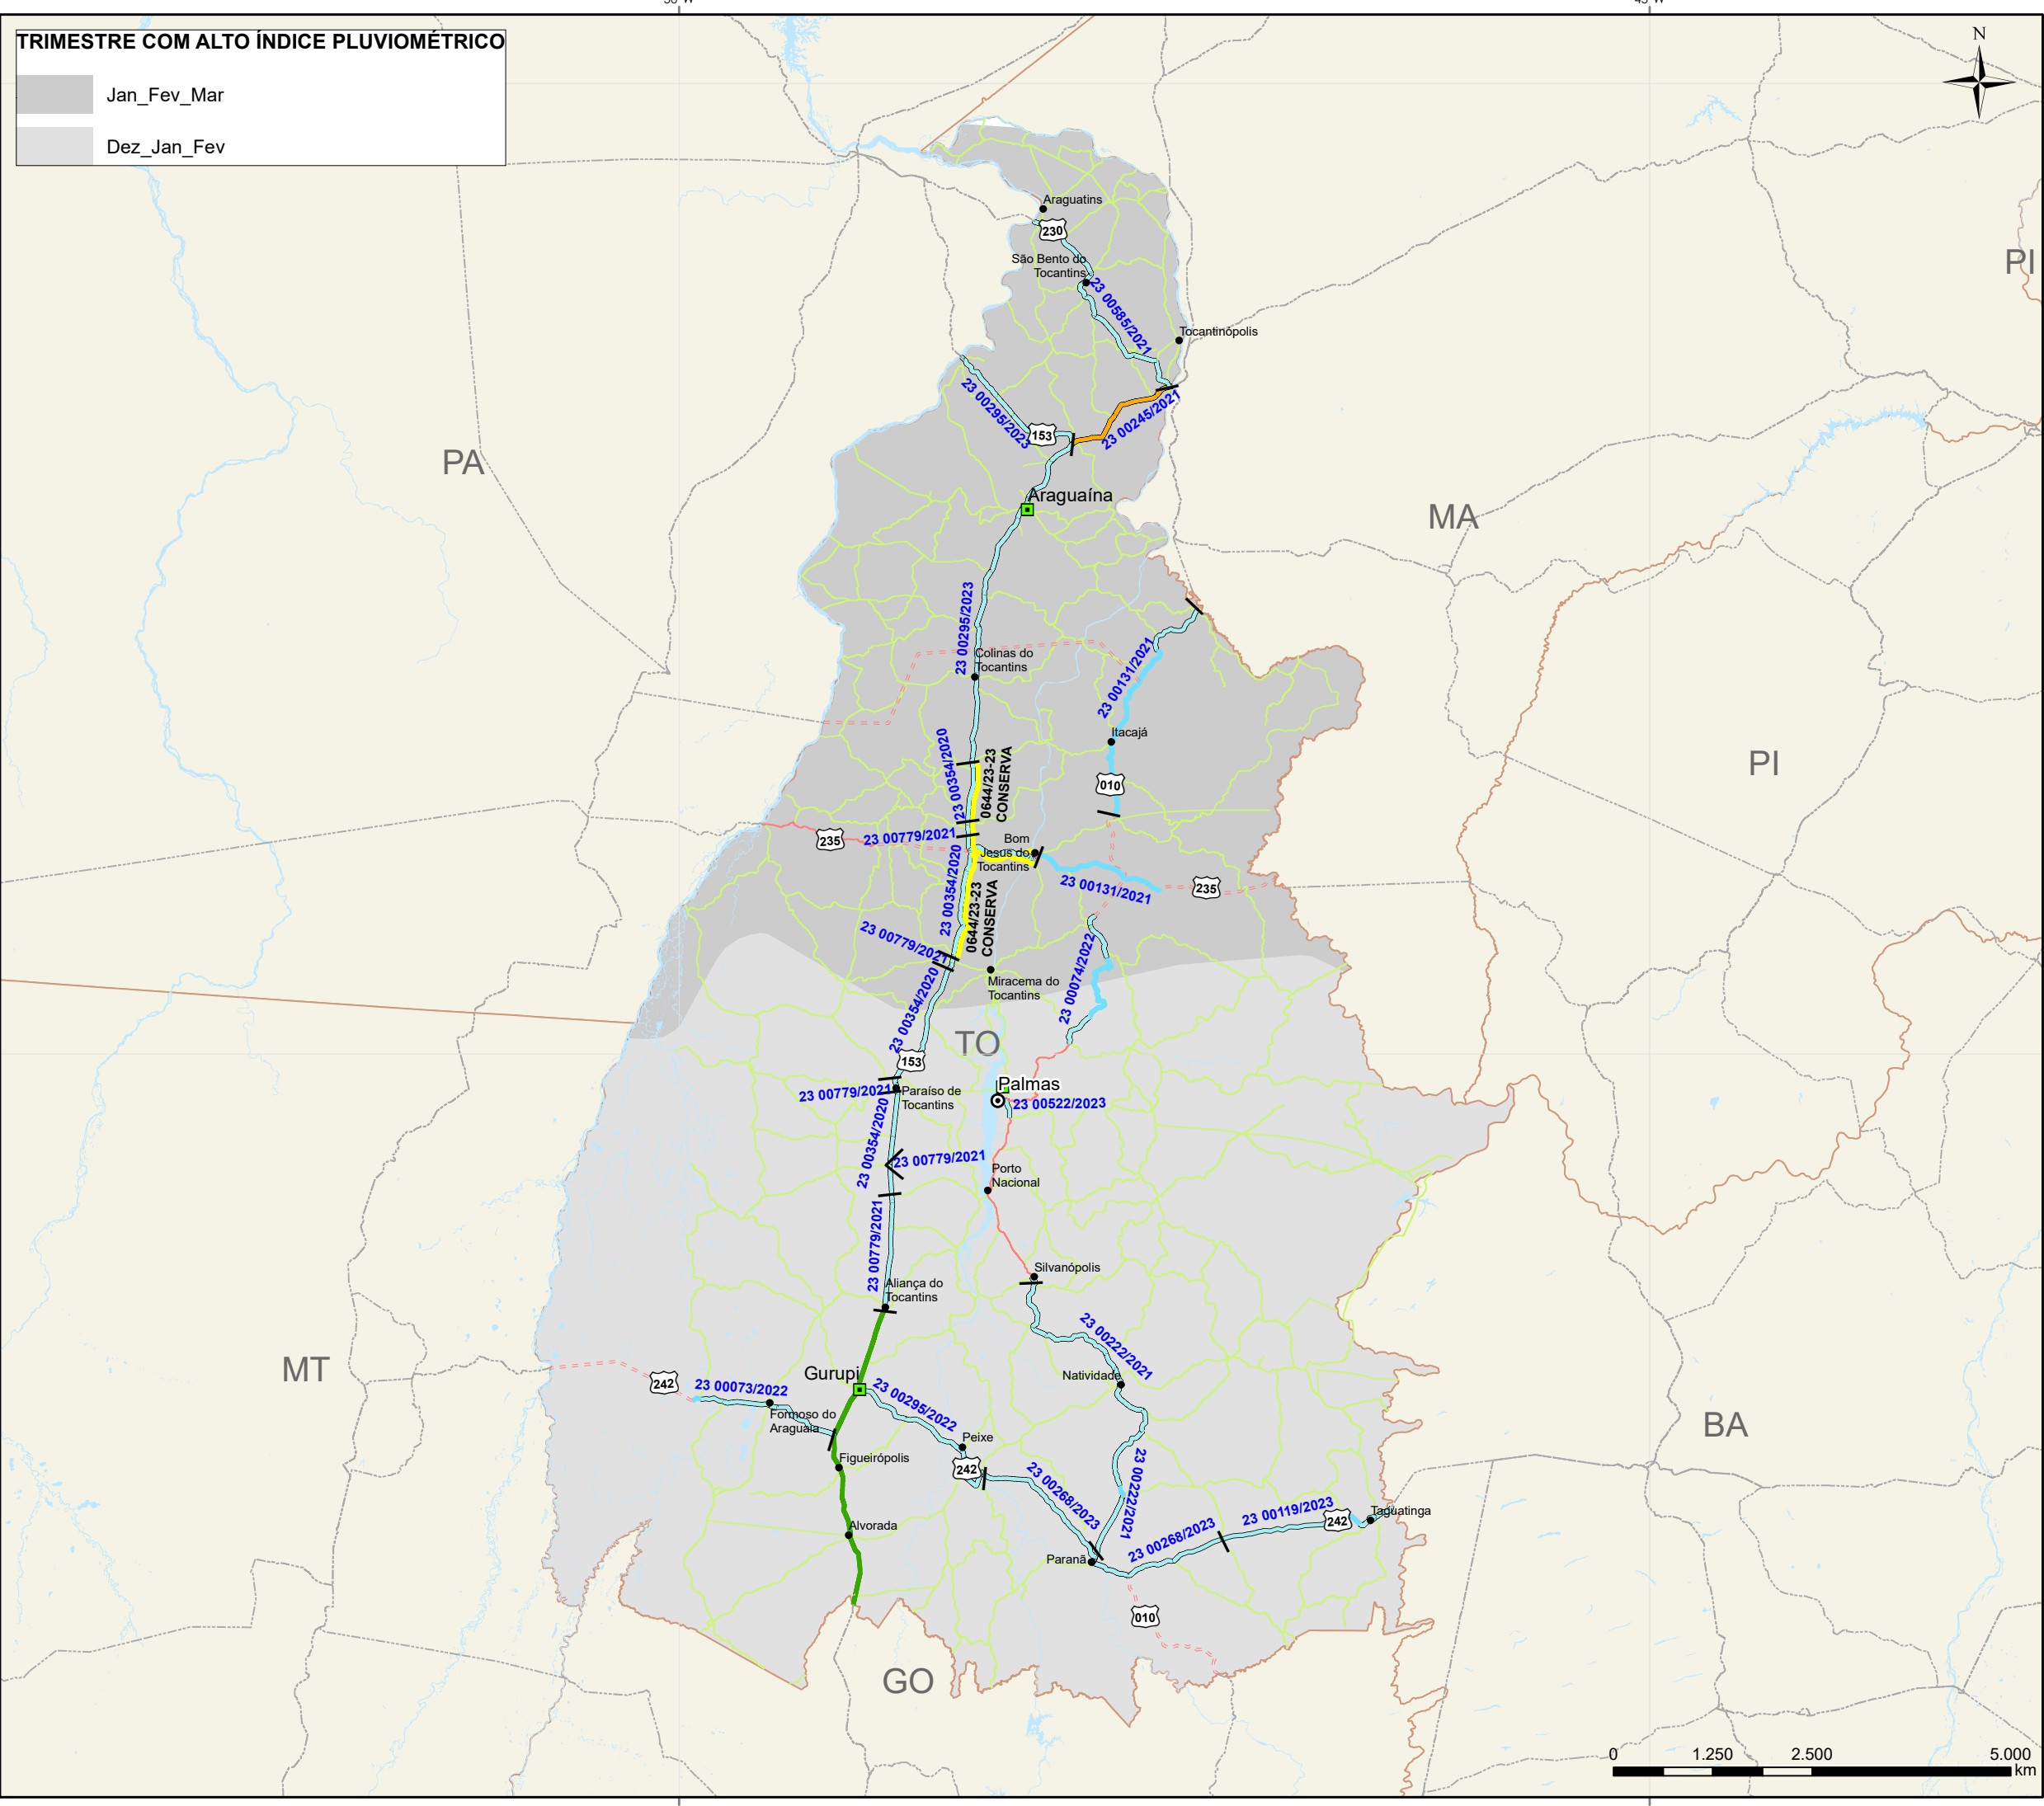 TRIMESTRE COM ALTO ÍNDICE PLUVIOMÉTRICO
Jan_Fev_Mar
Dez_Jan_Fev
N
Araguatins
230
São Bento do
Tocantins
23 00585/2021
Tocantinópolis
PI
23 00295/2023
153
23 00245/2021
PA
Araguaína
MA
23 00295/2023
Colinas do
Tocantins
23 00131/2021
Itacajá
23 00354/2020
0644/23-23
CONSERVA
010
PI
235
23 00779/2021
Bom
Jesus do
Tocantins
23 00354/2020
23 00131/2021
235
0644/23-23
CONSERVA
23 00779/2021
23 00074/2022
Miracema do
Tocantins
23 00354/2020
TO
153
23 00779/2021
Paraíso de
Tocantins
Palmas
23 00522/2023
23 00354/2020
23 00779/2021
Porto
Nacional
23 00779/2021
Silvanópolis
Aliança do
Tocantins
23 00222/2021
MT
242
23 00073/2022
Gurupi
23 00295/2022
Natividade
Formoso do
Araguaia
Peixe
BA
Figueirópolis
242
23 00268/2023
23 00222/2021
Alvorada
23 00268/2023
23 00119/2023
242
Taguatinga
Paranã
010
GO
0
1.250
2.500
5.000
km